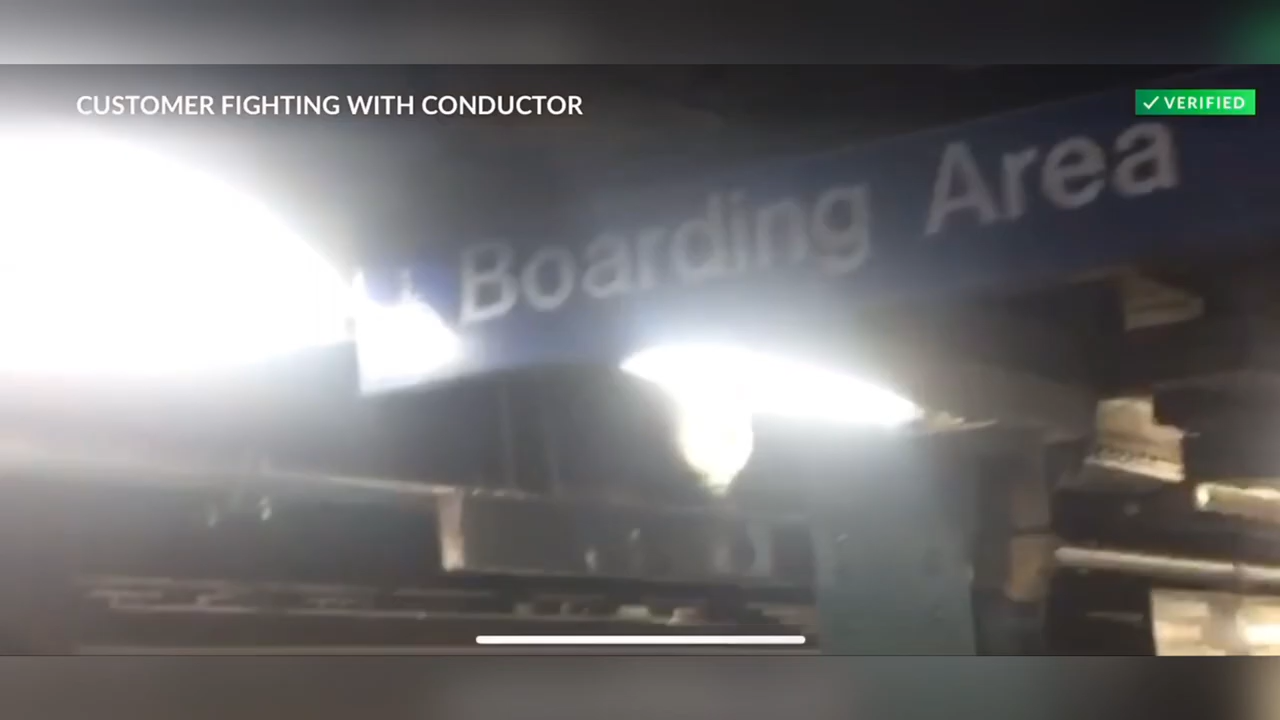 CUSTOMER FIGHTING WITH CONDUCTOR
✓ VERIFIED
Boarding Area